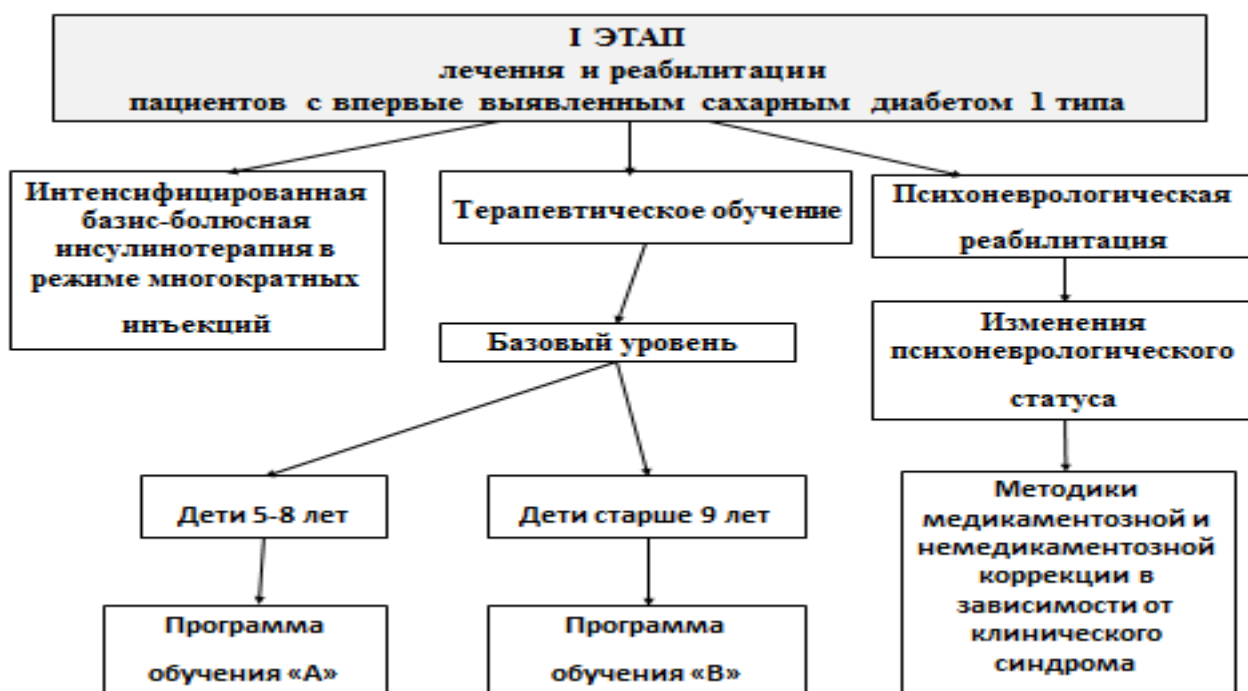 I ЭТАП
лечения и реабилитации
пациентов с впервые выявленным сахарным диабетом 1 типа
Интенсифицированная
базис-болюсная
инсулинотерапия в
режиме многократных
инъекций
Терапевтическое обучение
Психоневрологическая
реабилитация
Базовый уровень
Изменения
психоневрологического
статуса
Дети 5-8 лет
Дети старше 9 лет
Методики
медикаментозной и
немедикаментозной
коррекции в
зависимости от
клинического
синдрома
Программа
обучения «А»
Программа
обучения «В»